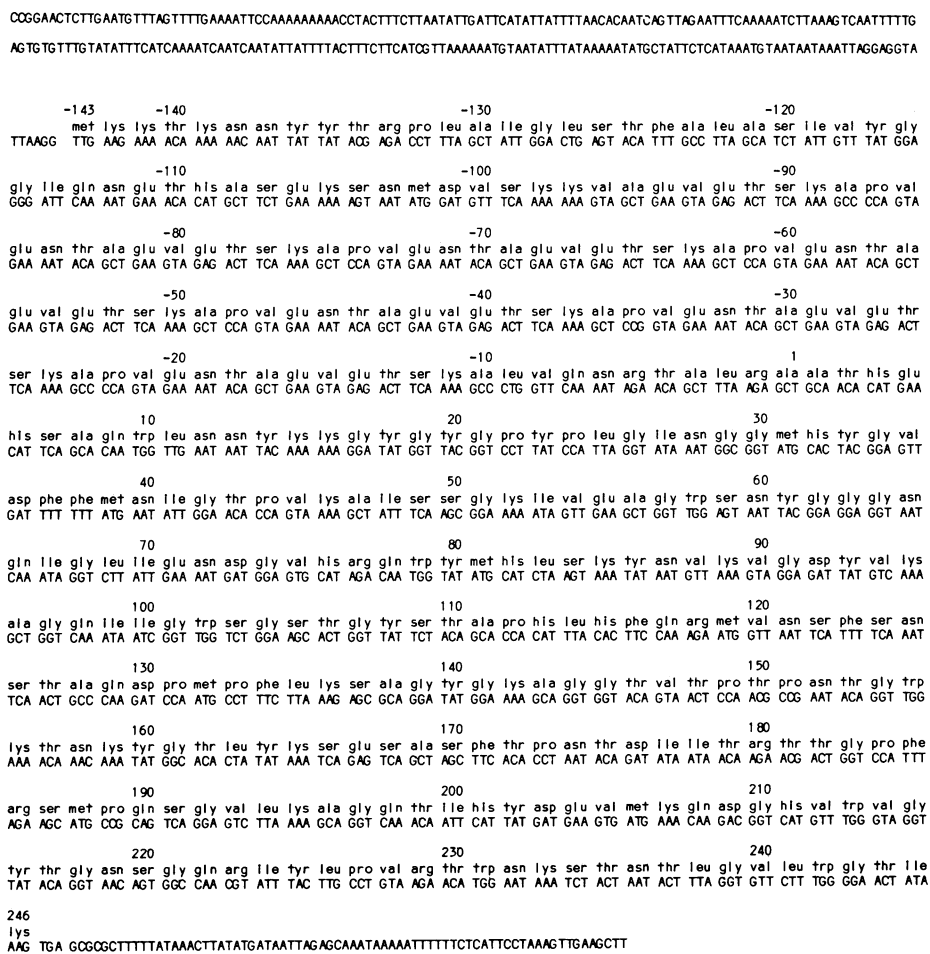 CCGGAACTCTTGAATGTTTAGTTTTGAAAATTCCAAAAAAAAACCTACTTTCTTAATATTGATTCATATTATTTTAACACAATCAGTTAGAATTTCAAAAATCTTAAAGTCAATTTTTG
AGTGTGTTTGTATATTTCATCAAAATCAATCAATATTATTTTACTTTCTTCATCGTTAAAAAATGTAATATTTATAAAAATATGCTATTCTCATAAATGTAATAATAAATTAGGAGGTA
-143 -140 -130 -120
met lys lys thr lys asn asn tyr tyr thr arg pro leu ala ile gly leu ser thr phe ala leu ala ser ile val tyr gly
TTAAGG TTG AAG AAA ACA AAA AAC AAT TAT TAT ACG AGA CCT TTA GCT ATT GGA CTG AGT ACA TTT GCC TTA GCA TCT ATT GTT TAT GGA
-110 -100 -90
gly ile gln asn glu thr his ala ser glu lys ser asn met asp val ser lys lys val ala glu val glu thr ser lys ala pro val
GGG ATT CAA AAT GAA ACA CAT GCT TCT GAA AAA AGT AAT ATG GAT GTT TCA AAA AAA GTA GCT GAA GTA GAG ACT TCA AAA GCC CCA GTA
-80 -70 -60
glu asn thr ala glu val glu thr ser lys ala pro val glu asn thr ala glu val glu thr ser lys ala pro val glu asn thr ala
GAA AAT ACA GCT GAA GTA GAG ACT TCA AAA GCT CCA GTA GAA AAT ACA GCT GAA GTA GAG ACT TCA AAA GCT CCA GTA GAA AAT ACA GCT
-50 -40 -30
glu val glu thr ser lys ala pro val glu asn thr ala glu val glu thr ser lys ala pro val glu asn thr ala glu val glu thr
GAA GTA GAG ACT TCA AAA GCT CCA GTA GAA AAT ACA GCT GAA GTA GAG ACT TCA AAA GCT CCG GTA GAA AAT ACA GCT GAA GTA GAG ACT
-20 -10 1
ser lys ala pro val glu asn thr ala glu val glu thr ser lys ala leu val gln asn arg thr ala leu arg ala ala thr his glu
TCA AAA GCC CCA GTA GAA AAT ACA GCT GAA GTA GAG ACT TCA AAA GCC CTG GTT CAA AAT AGA ACA GCT TTA AGA GCT GCA ACA CAT GAA
10 20 30
his ser ala gln trp leu asn asn tyr lys lys gly tyr gly tyr gly pro tyr pro leu gly ile asn gly gly met his tyr gly val
CAT TCA GCA CAA TGG TTG AAT AAT TAC AAA AAA GGA TAT GGT TAC GGT CCT TAT CCA TTA GGT ATA AAT GGC GGT ATG CAC TAC GGA GTT
40 50 60
asp phe phe met asn ile gly thr pro val lys ala ile ser ser gly lys ile val glu ala gly trp ser asn tyr gly gly gly asn
GAT TTT TTT ATG AAT ATT GGA ACA CCA GTA AAA GCT ATT TCA AGC GGA AAA ATA GTT GAA GCT GGT TGG AGT AAT TAC GGA GGA GGT AAT
70 80 90
gln ile gly leu ile glu asn asp gly val his arg gln trp tyr met his leu ser lys tyr asn val lys val gly asp tyr val lys
CAA ATA GGT CTT ATT GAA AAT GAT GGA GTG CAT AGA CAA TGG TAT ATG CAT CTA AGT AAA TAT AAT GTT AAA GTA GGA GAT TAT GTC AAA
100 110 120
ala gly gln ile ile gly trp ser gly ser thr gly tyr ser thr ala pro his leu his phe gln arg met val asn ser phe ser asn
GCT GGT CAA ATA ATC GGT TGG TCT GGA AGC ACT GGT TAT TCT ACA GCA CCA CAT TTA CAC TTC CAA AGA ATG GTT AAT TCA TTT TCA AAT
130 140 150
ser thr ala gln asp pro met pro phe leu lys ser ala gly tyr gly lys ala gly gly thr val thr pro thr pro asn thr gly trp
TCA ACT GCC CAA GAT CCA ATG CCT TTC TTA AAG AGC GCA GGA TAT GGA AAA GCA GGT GGT ACA GTA ACT CCA ACG CCG AAT ACA GGT TGG
160 170 180
lys thr asn lys tyr gly thr leu tyr lys ser glu ser ala ser phe thr pro asn thr asp ile ile thr arg thr thr gly pro phe
AAA ACA AAC AAA TAT GGC ACA CTA TAT AAA TCA GAG TCA GCT AGC TTC ACA CCT AAT ACA GAT ATA ATA ACA AGA ACG ACT GGT CCA TTT
190 200 210
arg ser met pro gln ser gly val leu lys ala gly gln thr ile his tyr asp glu val met lys gln asp gly his val trp val gly
AGA AGC ATG CCG CAG TCA GGA GTC TTA AAA GCA GGT CAA ACA ATT CAT TAT GAT GAA GTG ATG AAA CAA GAC GGT CAT GTT TGG GTA GGT
220 230 240
tyr thr gly asn ser gly gln arg ile tyr leu pro val arg thr trp asn lys ser thr asn thr leu gly val leu trp gly thr ile
TAT ACA GGT AAC AGT GGC CAA CGT ATT TAC TTG CCT GTA AGA ACA TGG AAT AAA TCT ACT AAT ACT TTA GGT GTT CTT TGG GGA ACT ATA
246
lys
AAG TGA GCGCGCTTTTTATAAACTTATATGATAATTAGAGCAAATAAAAATTTTTTCTCATTCCTAAAGTTGAAGCTT